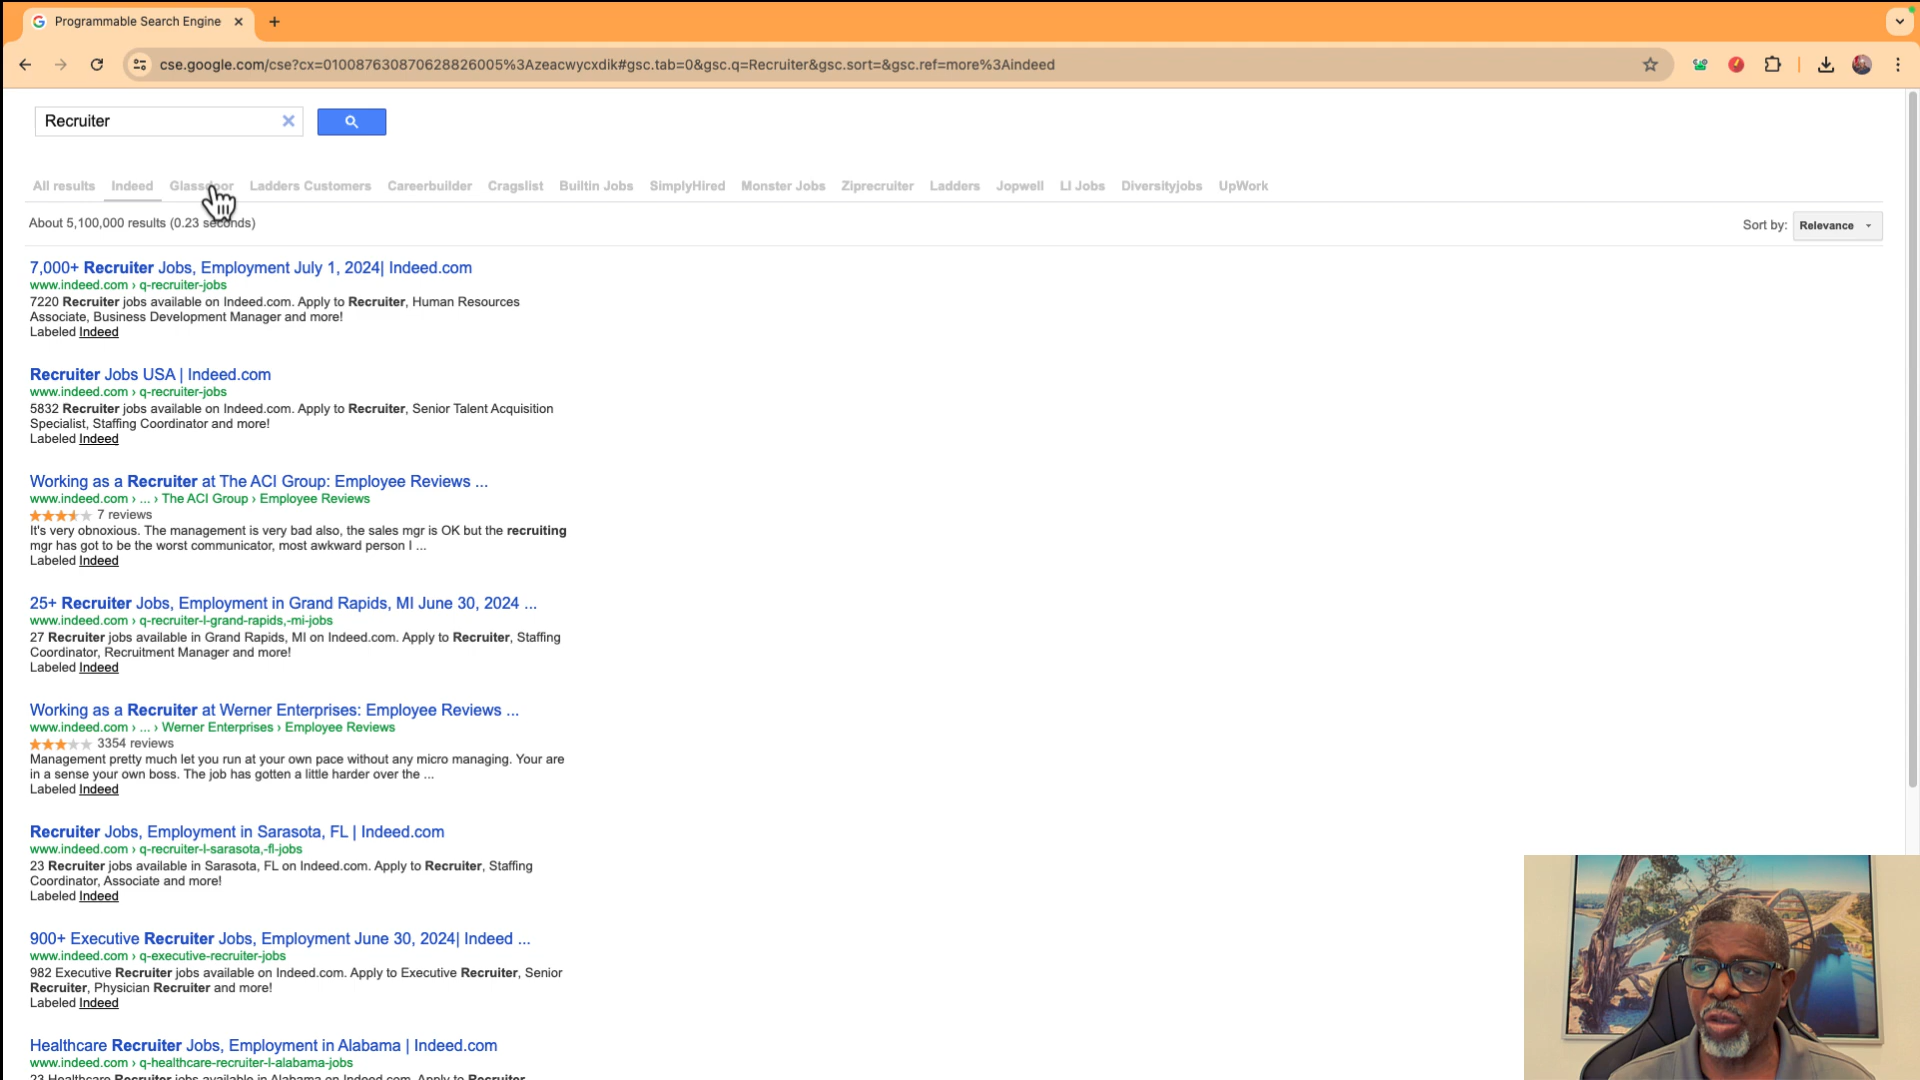 Programmable Search Engine
cse.google.com/cse?cx=010087630870628826005%3Azeacwycxdik#gsc.tab=0&gsc.q=Recruiter&gsc.sort=&gsc.ref=more%3Aindeed
Recruiter
All results Indeed Glassdoor Ladders Customers Careerbuilder Cragslist Builtin Jobs SimplyHired Monster Jobs Ziprecruiter Ladders Jopwell LI Jobs Diversityjobs UpWork
About 5,100,000 results (0.23 seconds)
Sort by: Relevance
7,000+ Recruiter Jobs, Employment July 1, 2024| Indeed.com
www.indeed.com › q-recruiter-jobs
7220 Recruiter jobs available on Indeed.com. Apply to Recruiter, Human Resources
Associate, Business Development Manager and more!
Labeled Indeed
Recruiter Jobs USA | Indeed.com
www.indeed.com › q-recruiter-jobs
5832 Recruiter jobs available on Indeed.com. Apply to Recruiter, Senior Talent Acquisition
Specialist, Staffing Coordinator and more!
Labeled Indeed
Working as a Recruiter at The ACI Group: Employee Reviews ...
www.indeed.com › ... › The ACI Group › Employee Reviews
7 reviews
It's very obnoxious. The management is very bad also, the sales mgr is OK but the recruiting
mgr has got to be the worst communicator, most awkward person I ...
Labeled Indeed
25+ Recruiter Jobs, Employment in Grand Rapids, MI June 30, 2024 ...
www.indeed.com › q-recruiter-l-grand-rapids,-mi-jobs
27 Recruiter jobs available in Grand Rapids, MI on Indeed.com. Apply to Recruiter, Staffing
Coordinator, Recruitment Manager and more!
Labeled Indeed
Working as a Recruiter at Werner Enterprises: Employee Reviews ...
www.indeed.com › ... › Werner Enterprises › Employee Reviews
3354 reviews
Management pretty much let you run at your own pace without any micro managing. Your are
in a sense your own boss. The job has gotten a little harder over the ...
Labeled Indeed
Recruiter Jobs, Employment in Sarasota, FL | Indeed.com
www.indeed.com › q-recruiter-l-sarasota,-fl-jobs
23 Recruiter jobs available in Sarasota, FL on Indeed.com. Apply to Recruiter, Staffing
Coordinator, Associate and more!
Labeled Indeed
900+ Executive Recruiter Jobs, Employment June 30, 2024| Indeed ...
www.indeed.com › q-executive-recruiter-jobs
982 Executive Recruiter jobs available on Indeed.com. Apply to Executive Recruiter, Senior
Recruiter, Physician Recruiter and more!
Labeled Indeed
Healthcare Recruiter Jobs, Employment in Alabama | Indeed.com
www.indeed.com › q-healthcare-recruiter-l-alabama-jobs
23 Healthcare Recruiter jobs available in Alabama on Indeed.com. Apply to Recruiter,